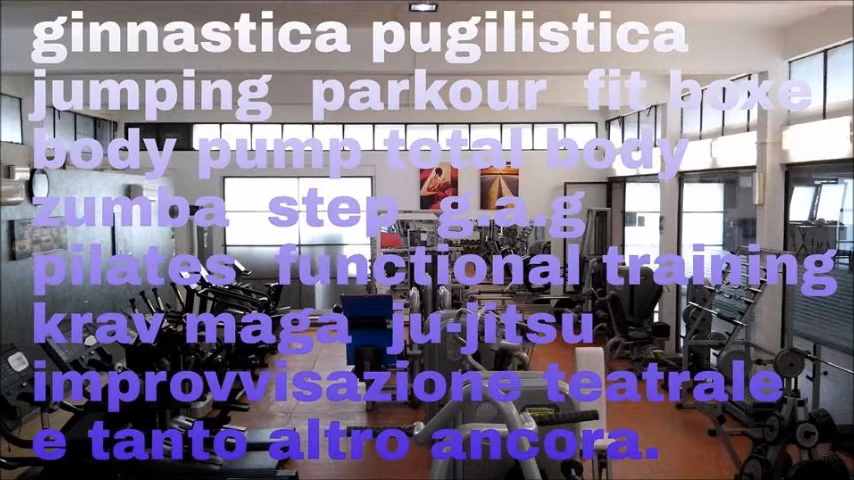 ginnastica pugilistica
jumping parkour fit boxe
body pump total body
zumba step g.a.g
pilates functional training
krav maga ju-jitsu
improvvisazione teatrale
e tanto altro ancora.